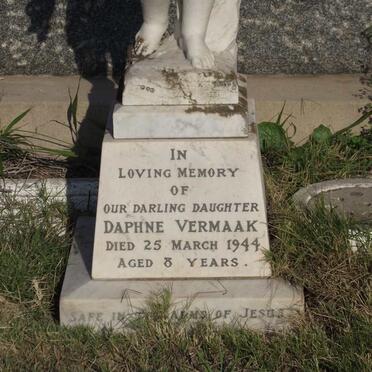 IN
LOVING MEMORY
OF
OUR DARLING DAUGHTER
DAPHNE VERMAAK
DIED 25 MARCH 1944
AGED 8 YEARS.
SAFE IN THE ARMS OF JESUS